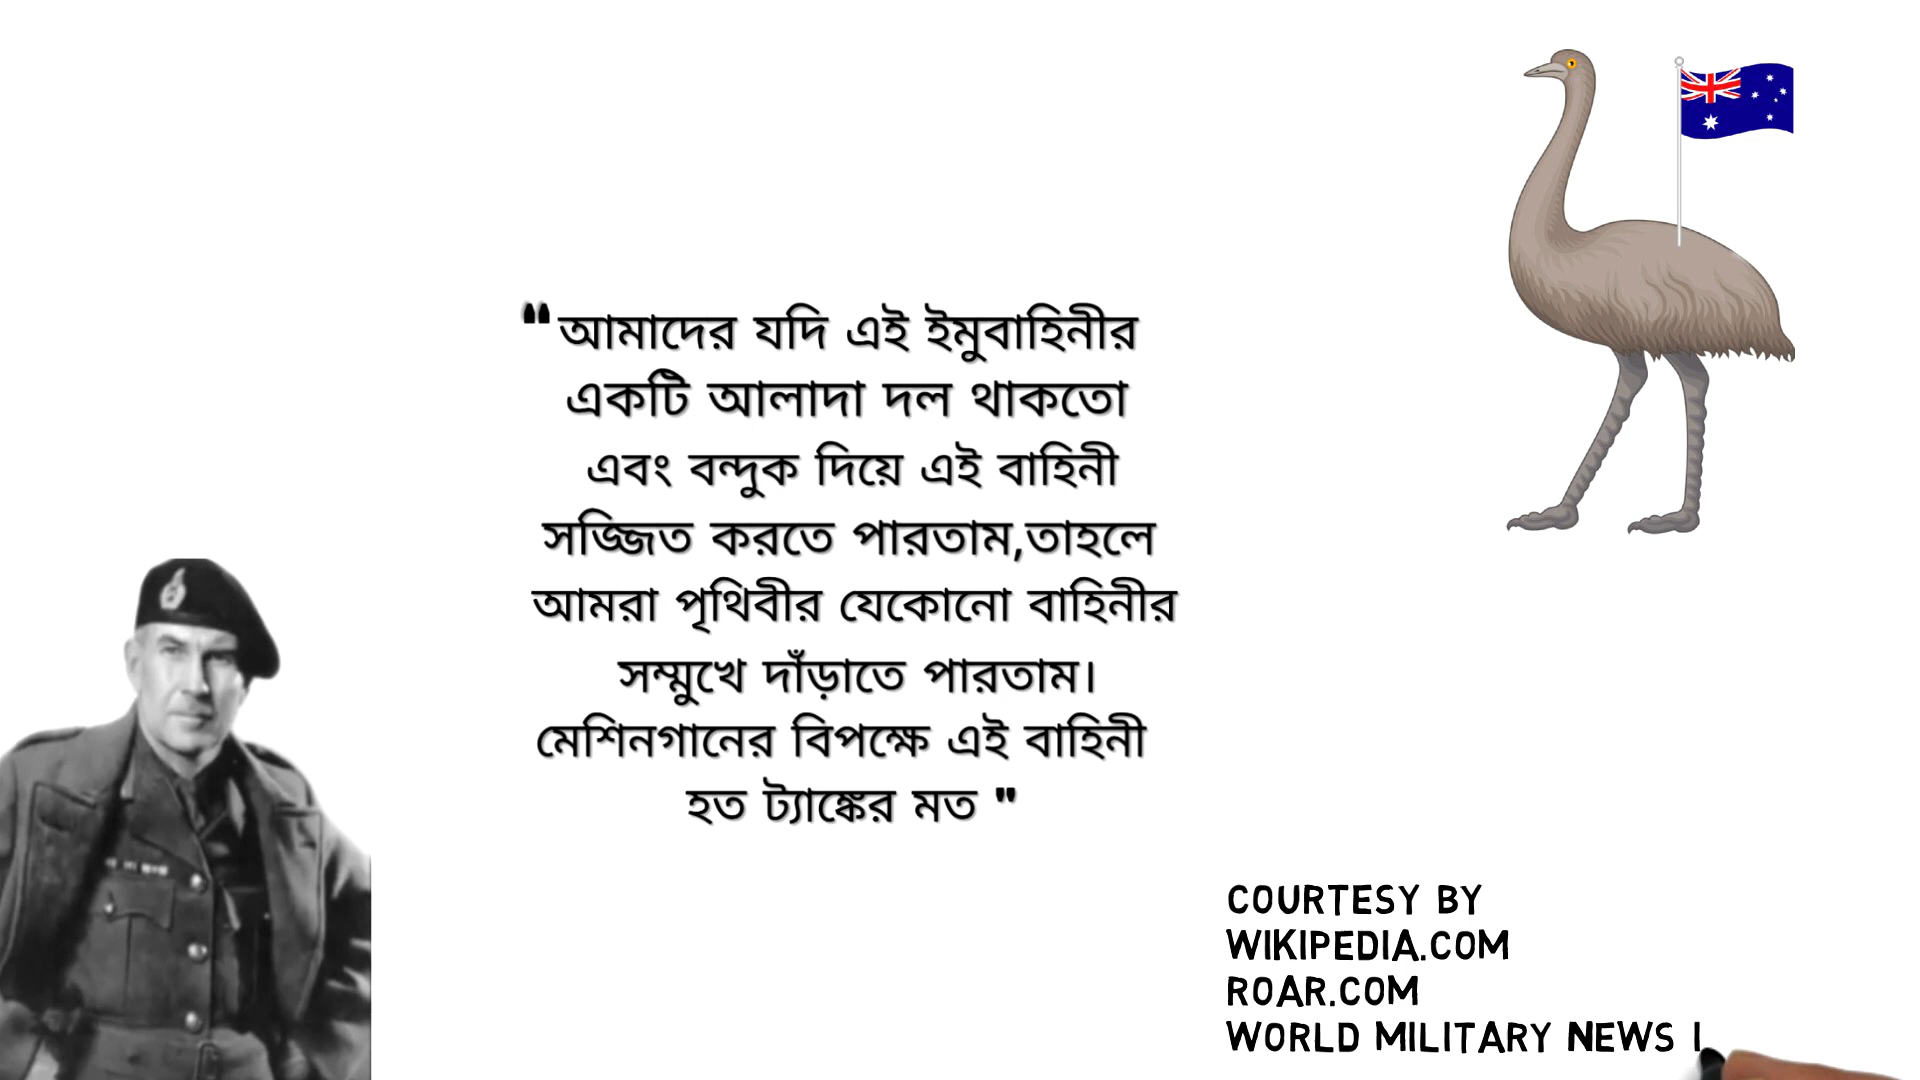 "আমাদের যদি এই ইমুবাহিনীর
একটি আলাদা দল থাকতো
এবং বন্দুক দিয়ে এই বাহিনী
সজ্জিত করতে পারতাম,তাহলে
আমরা পৃথিবীর যেকোনো বাহিনীর
সম্মুখে দাঁড়াতে পারতাম।
মেশিনগানের বিপক্ষে এই বাহিনী
হত ট্যাঙ্কের মত "
COURTESY BY
WIKIPEDIA.COM
ROAR.COM
WORLD MILITARY NEWS I